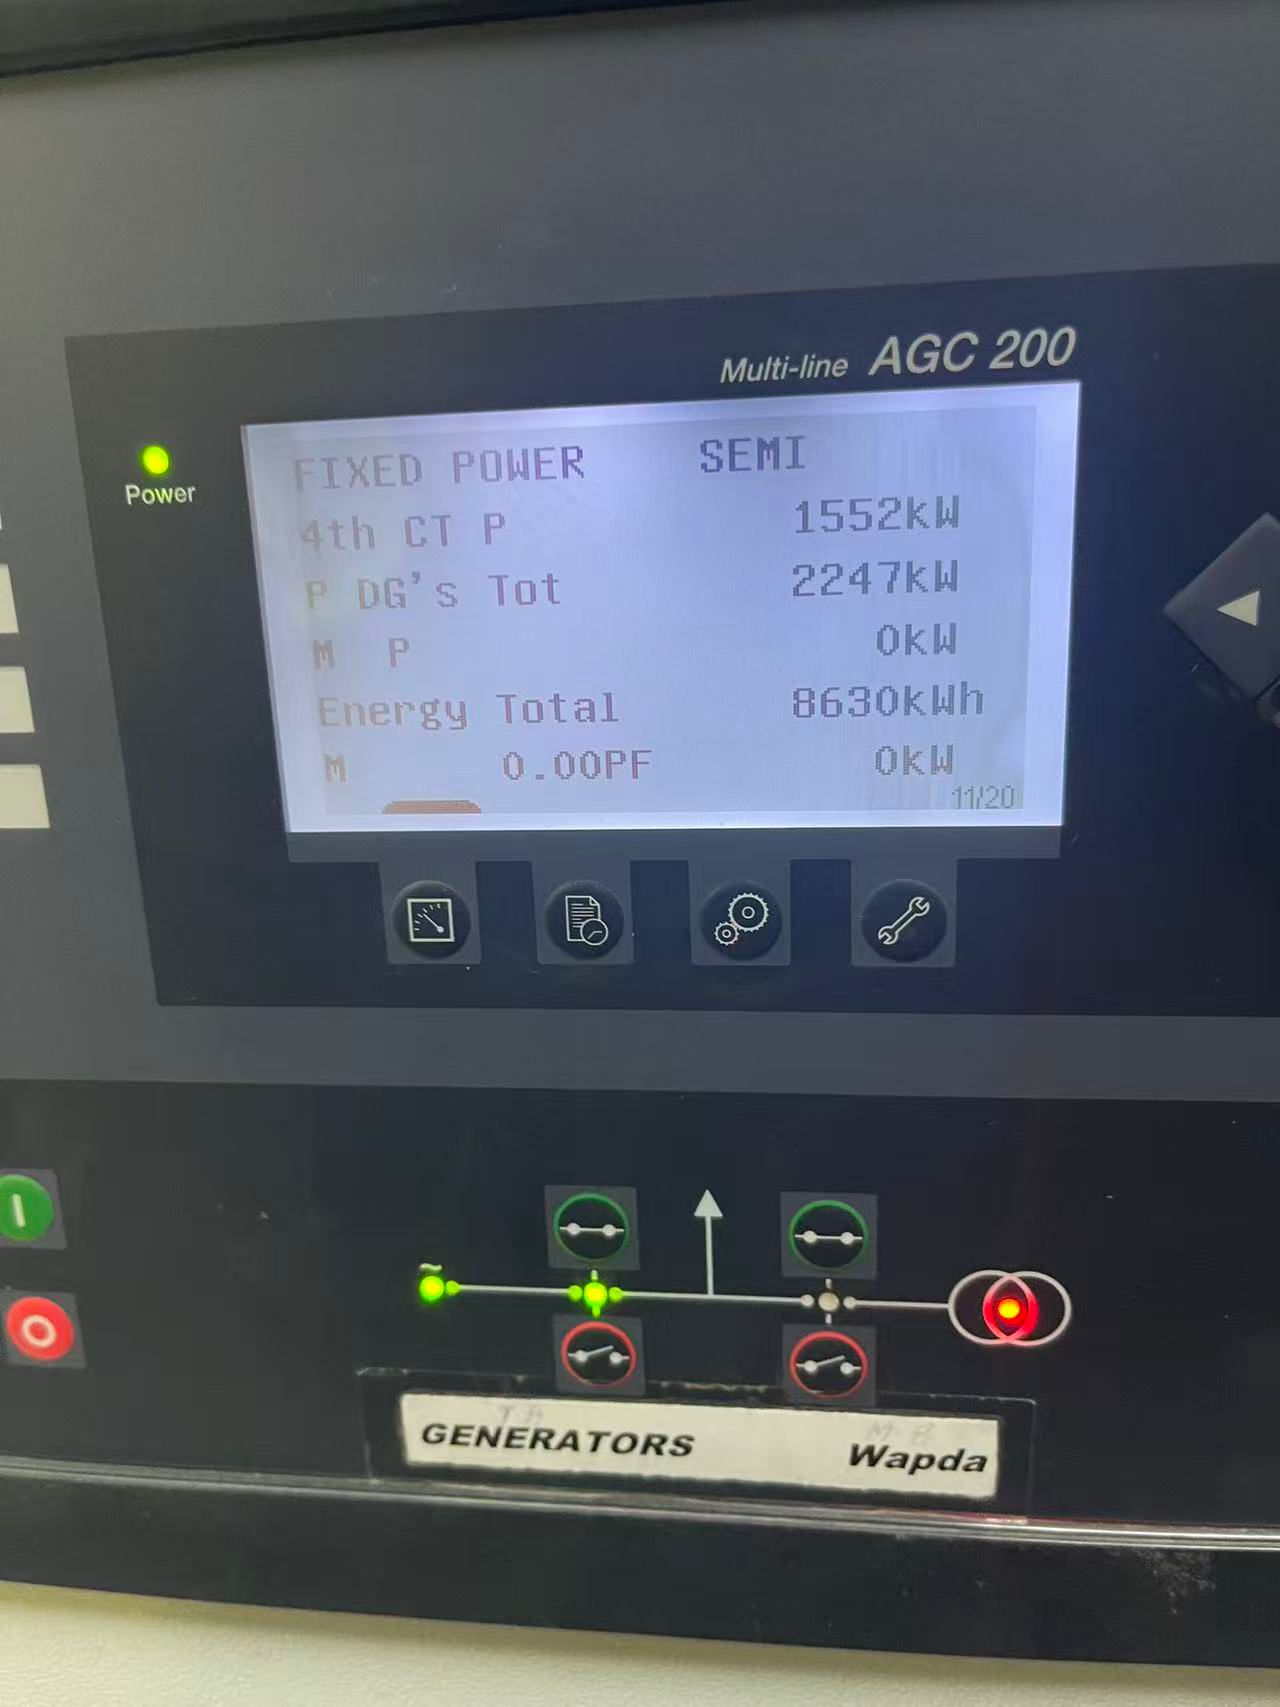 Multi-line AGC 200
Power
FIXED POWER SEMI
4th CT P 1552kW
P DG's Tot 2247kW
M P 0kW
Energy Total 8630kWh
M 0.00PF 0kW
11/20
GENERATORS
Wapda